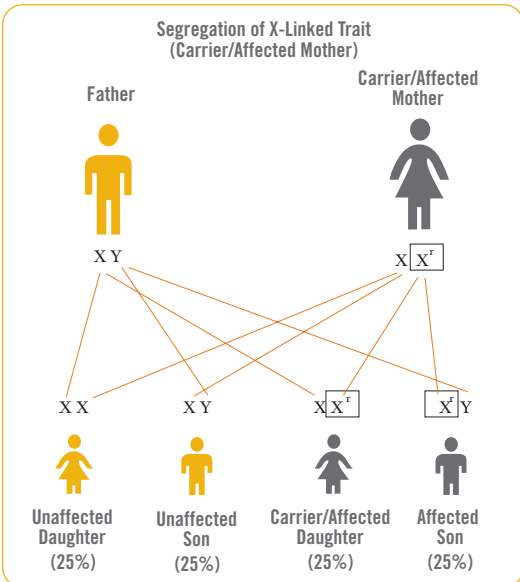 Segregation of X-Linked Trait
(Carrier/Affected Mother)
Father
Carrier/Affected
Mother
X Y
X Xʳ
X X
X Y
X Xʳ
Xʳ Y
Unaffected
Daughter
(25%)
Unaffected
Son
(25%)
Carrier/Affected
Daughter
(25%)
Affected
Son
(25%)